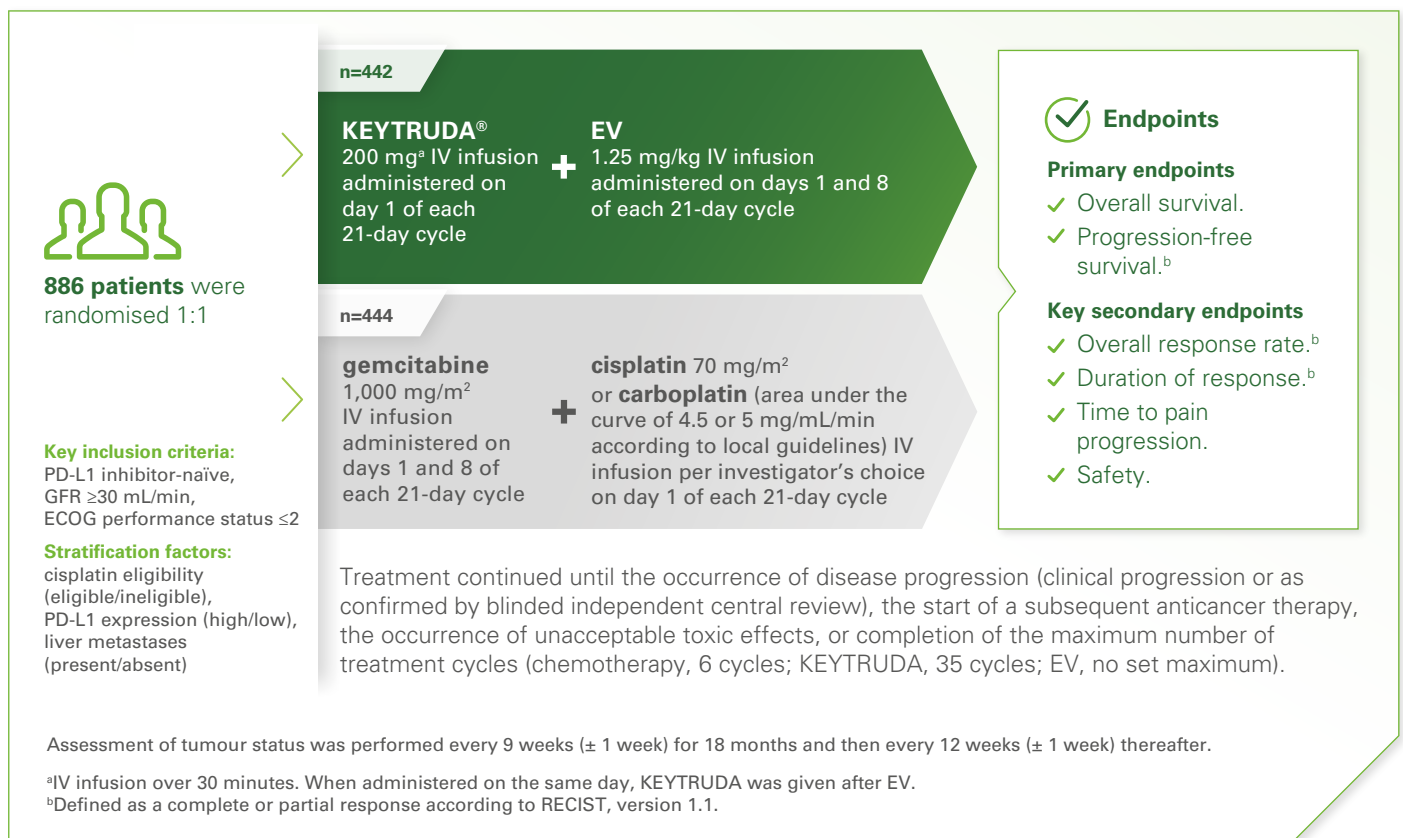 886 patients were
randomised 1:1
Key inclusion criteria:
PD-L1 inhibitor-naïve,
GFR ≥30 mL/min,
ECOG performance status ≤2
Stratification factors:
cisplatin eligibility
(eligible/ineligible),
PD-L1 expression (high/low),
liver metastases
(present/absent)
n=442
KEYTRUDA®
200 mgᵃ IV infusion
administered on
day 1 of each
21-day cycle
+
EV
1.25 mg/kg IV infusion
administered on days 1 and 8
of each 21-day cycle
n=444
gemcitabine
1,000 mg/m²
IV infusion
administered on
days 1 and 8 of
each 21-day cycle
+
cisplatin 70 mg/m²
or carboplatin (area under the
curve of 4.5 or 5 mg/mL/min
according to local guidelines) IV
infusion per investigator’s choice
on day 1 of each 21-day cycle
Endpoints
Primary endpoints
Overall survival.
Progression-free
survival.ᵇ
Key secondary endpoints
Overall response rate.ᵇ
Duration of response.ᵇ
Time to pain
progression.
Safety.
Treatment continued until the occurrence of disease progression (clinical progression or as
confirmed by blinded independent central review), the start of a subsequent anticancer therapy,
the occurrence of unacceptable toxic effects, or completion of the maximum number of
treatment cycles (chemotherapy, 6 cycles; KEYTRUDA, 35 cycles; EV, no set maximum).
Assessment of tumour status was performed every 9 weeks (± 1 week) for 18 months and then every 12 weeks (± 1 week) thereafter.
ᵃIV infusion over 30 minutes. When administered on the same day, KEYTRUDA was given after EV.
ᵇDefined as a complete or partial response according to RECIST, version 1.1.